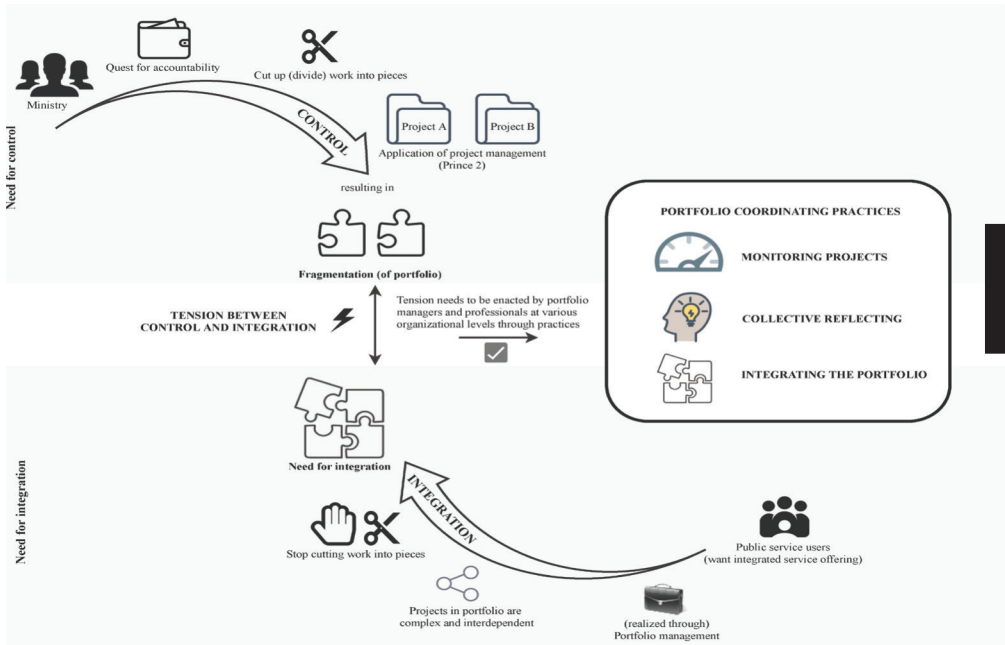 Need for control
Ministry
Quest for accountability
Cut up (divide) work into pieces
CONTROL
Project A
Project B
Application of project management
(Prince 2)
resulting in
Fragmentation (of portfolio)
TENSION BETWEEN
CONTROL AND INTEGRATION
Tension needs to be enacted by portfolio
managers and professionals at various
organizational levels through practices
PORTFOLIO COORDINATING PRACTICES
MONITORING PROJECTS
COLLECTIVE REFLECTING
INTEGRATING THE PORTFOLIO
Need for integration
Need for integration
INTEGRATION
Stop cutting work into pieces
Public service users
(want integrated service offering)
Projects in portfolio are
complex and interdependent
(realized through)
Portfolio management